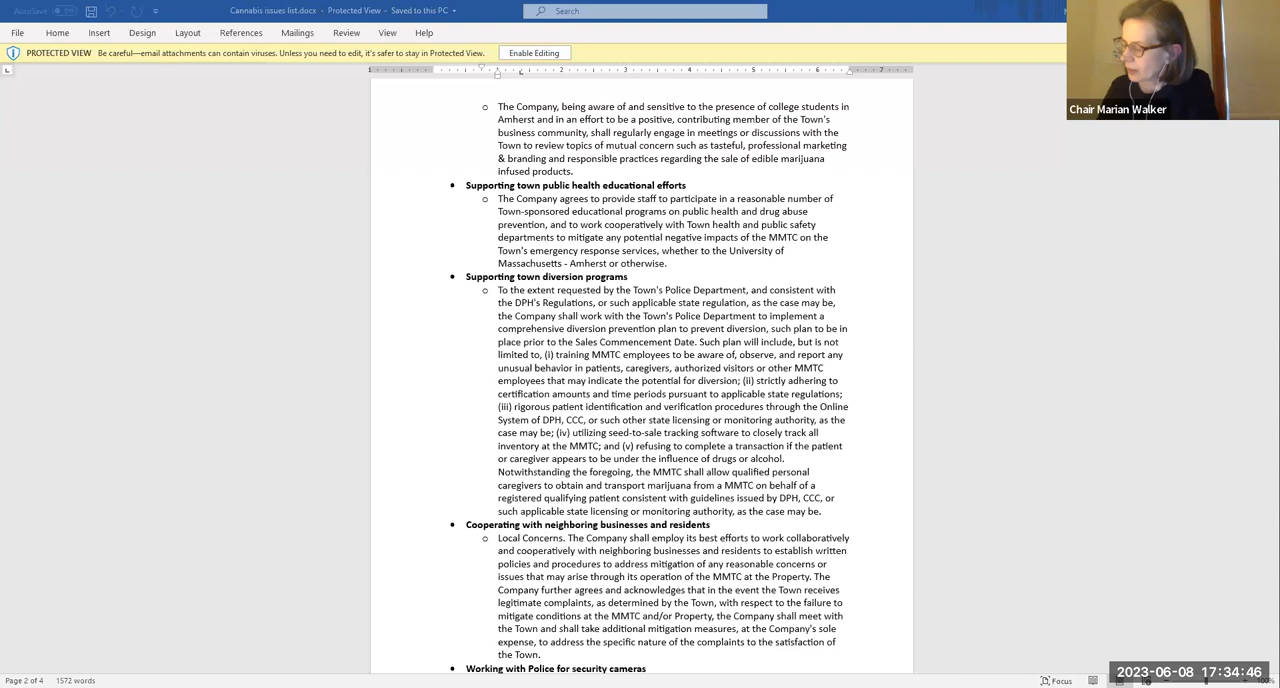 AutoSave Off Cannabis issues list.docx - Protected View - Saved to this PC Search
File Home Insert Design Layout References Mailings Review View Help
PROTECTED VIEW Be careful—email attachments can contain viruses. Unless you need to edit, it's safer to stay in Protected View. Enable Editing
Chair Marian Walker
1 1 2 3 4 5 6 7
o The Company, being aware of and sensitive to the presence of college students in
Amherst and in an effort to be a positive, contributing member of the Town's
business community, shall regularly engage in meetings or discussions with the
Town to review topics of mutual concern such as tasteful, professional marketing
& branding and responsible practices regarding the sale of edible marijuana
infused products.
• Supporting town public health educational efforts
o The Company agrees to provide staff to participate in a reasonable number of
Town-sponsored educational programs on public health and drug abuse
prevention, and to work cooperatively with Town health and public safety
departments to mitigate any potential negative impacts of the MMTC on the
Town's emergency response services, whether to the University of
Massachusetts - Amherst or otherwise.
• Supporting town diversion programs
o To the extent requested by the Town's Police Department, and consistent with
the DPH's Regulations, or such applicable state regulation, as the case may be,
the Company shall work with the Town's Police Department to implement a
comprehensive diversion prevention plan to prevent diversion, such plan to be in
place prior to the Sales Commencement Date. Such plan will include, but is not
limited to, (i) training MMTC employees to be aware of, observe, and report any
unusual behavior in patients, caregivers, authorized visitors or other MMTC
employees that may indicate the potential for diversion; (ii) strictly adhering to
certification amounts and time periods pursuant to applicable state regulations;
(iii) rigorous patient identification and verification procedures through the Online
System of DPH, CCC, or such other state licensing or monitoring authority, as the
case may be; (iv) utilizing seed-to-sale tracking software to closely track all
inventory at the MMTC; and (v) refusing to complete a transaction if the patient
or caregiver appears to be under the influence of drugs or alcohol.
Notwithstanding the foregoing, the MMTC shall allow qualified personal
caregivers to obtain and transport marijuana from a MMTC on behalf of a
registered qualifying patient consistent with guidelines issued by DPH, CCC, or
such applicable state licensing or monitoring authority, as the case may be.
• Cooperating with neighboring businesses and residents
o Local Concerns. The Company shall employ its best efforts to work collaboratively
and cooperatively with neighboring businesses and residents to establish written
policies and procedures to address mitigation of any reasonable concerns or
issues that may arise through its operation of the MMTC at the Property. The
Company further agrees and acknowledges that in the event the Town receives
legitimate complaints, as determined by the Town, with respect to the failure to
mitigate conditions at the MMTC and/or Property, the Company shall meet with
the Town and shall take additional mitigation measures, at the Company's sole
expense, to address the specific nature of the complaints to the satisfaction of
the Town.
• Working with Police for security cameras
2023-06-08 17:34:46
Page 2 of 4 1572 words Focus